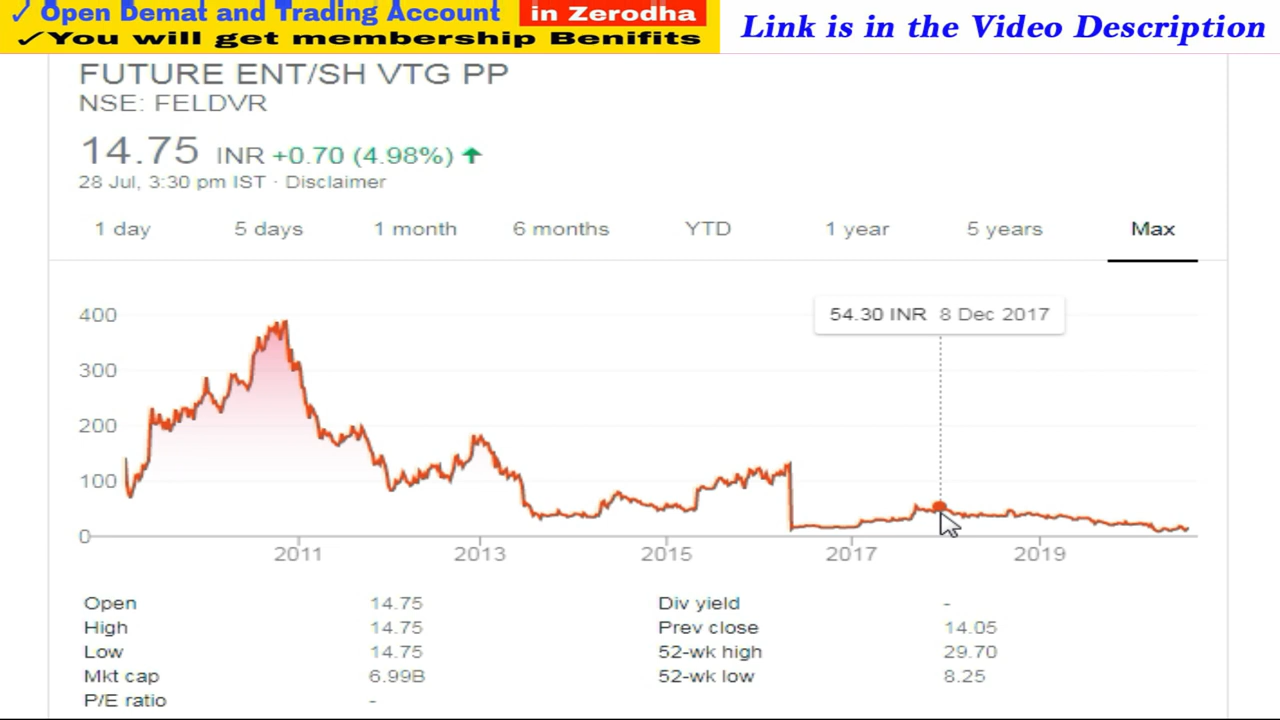 ✓ Open Demat and Trading Account in Zerodha
✓You will get membership Benifits
Link is in the Video Description
FUTURE ENT/SH VTG PP
NSE: FELDVR
14.75 INR +0.70 (4.98%) ↑
28 Jul, 3:30 pm IST · Disclaimer
1 day 5 days 1 month 6 months YTD 1 year 5 years Max
54.30 INR 8 Dec 2017
400
300
200
100
0
2011 2013 2015 2017 2019
Open 14.75 Div yield -
High 14.75 Prev close 14.05
Low 14.75 52-wk high 29.70
Mkt cap 6.99B 52-wk low 8.25
P/E ratio -